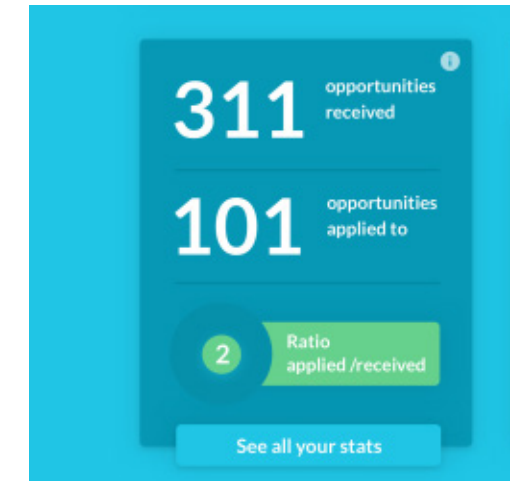 311 opportunities
received
101 opportunities
applied to
2 Ratio
applied /received
See all your stats